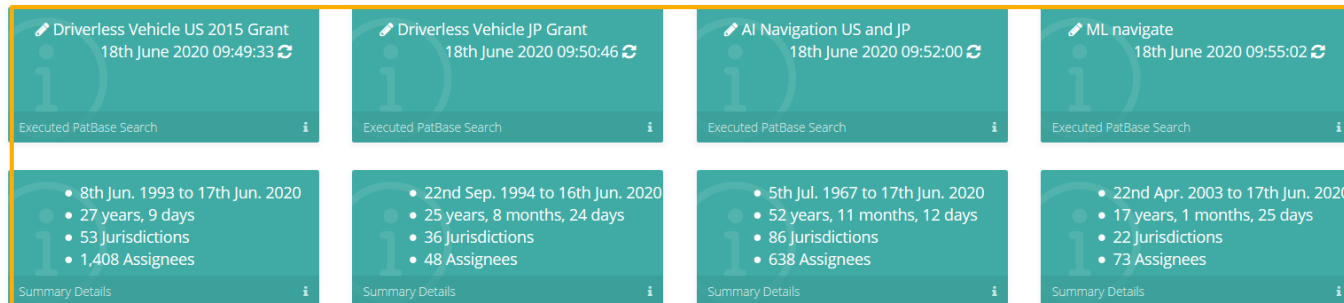 Driverless Vehicle US 2015 Grant
18th June 2020 09:49:33
Executed PatBase Search
Driverless Vehicle JP Grant
18th June 2020 09:50:46
Executed PatBase Search
AI Navigation US and JP
18th June 2020 09:52:00
Executed PatBase Search
ML navigate
18th June 2020 09:55:02
Executed PatBase Search
• 8th Jun. 1993 to 17th Jun. 2020
• 27 years, 9 days
• 53 Jurisdictions
• 1,408 Assignees
Summary Details
• 22nd Sep. 1994 to 16th Jun. 2020
• 25 years, 8 months, 24 days
• 36 Jurisdictions
• 48 Assignees
Summary Details
• 5th Jul. 1967 to 17th Jun. 2020
• 52 years, 11 months, 12 days
• 86 Jurisdictions
• 638 Assignees
Summary Details
• 22nd Apr. 2003 to 17th Jun. 2020
• 17 years, 1 months, 25 days
• 22 Jurisdictions
• 73 Assignees
Summary Details